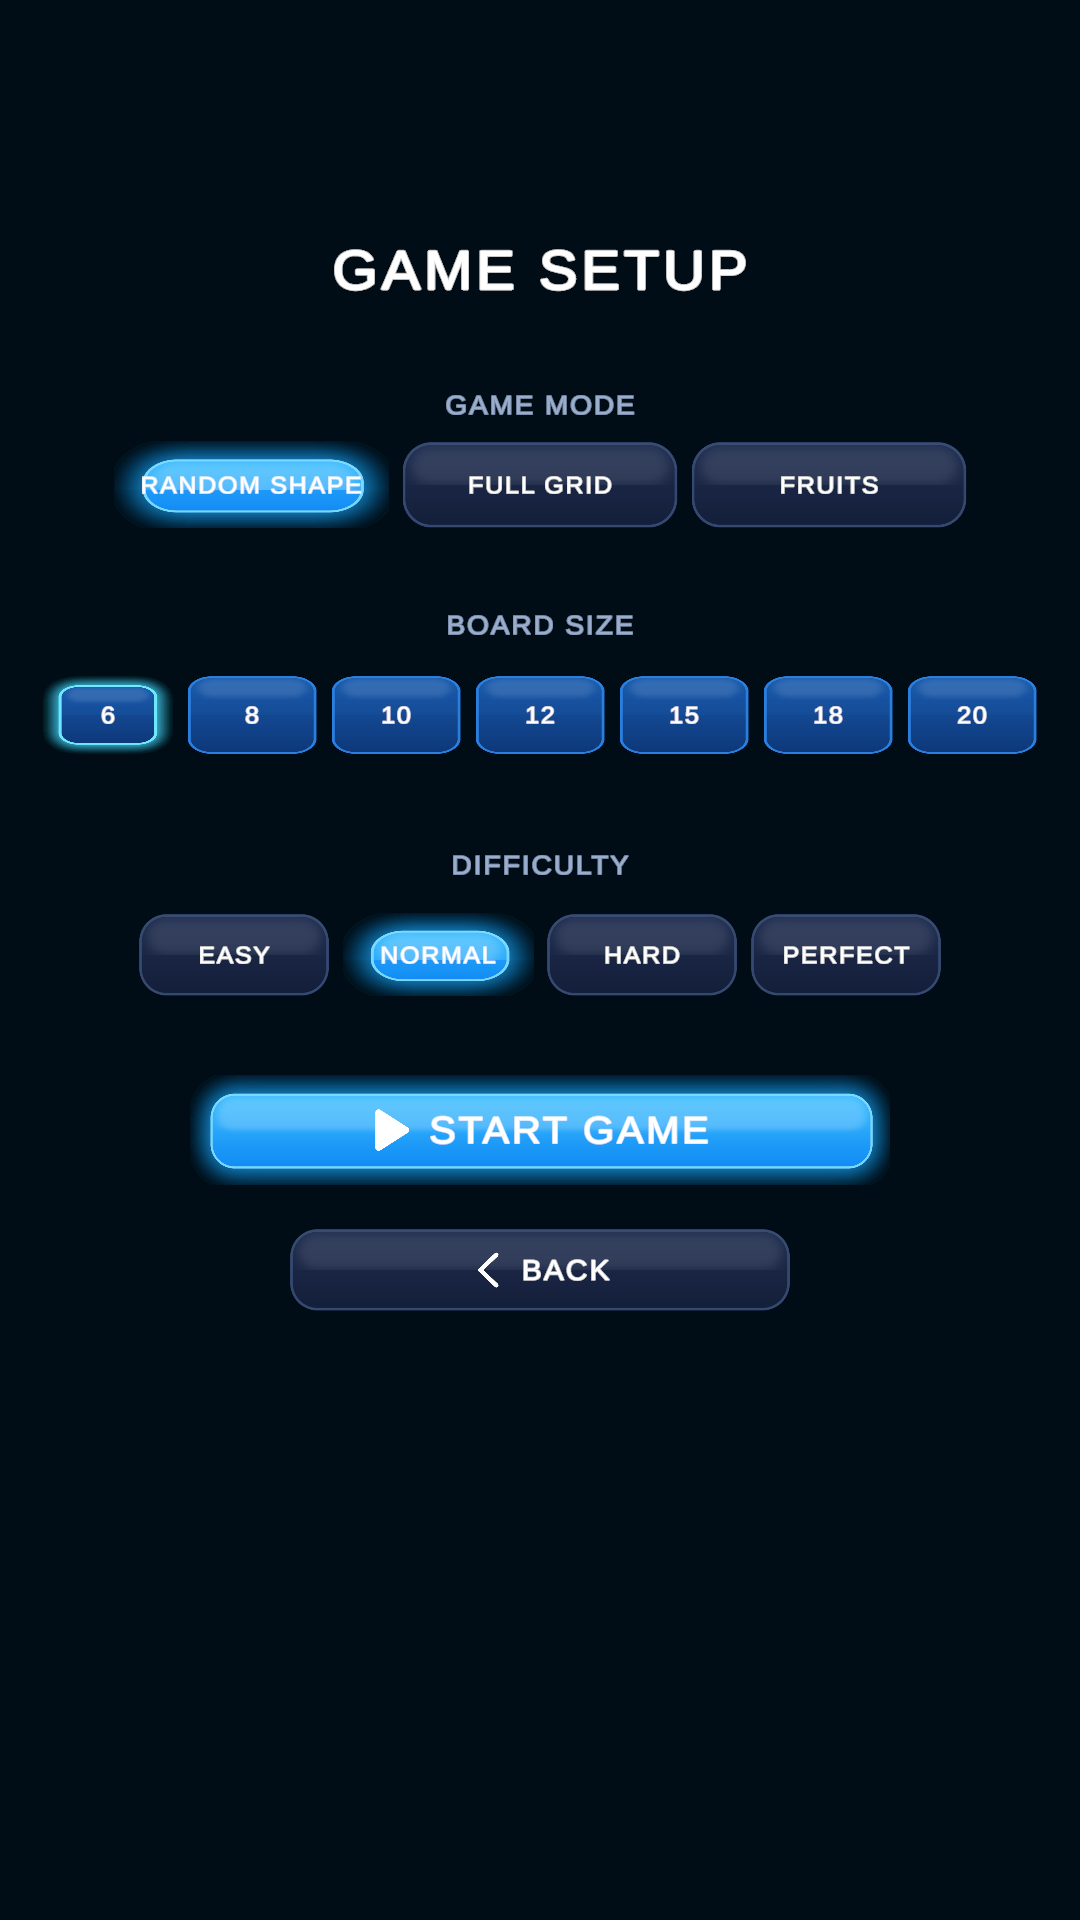 GAME SETUP
GAME MODE
RANDOM SHAPE FULL GRID FRUITS
BOARD SIZE
6 8 10 12 15 18 20
DIFFICULTY
EASY NORMAL HARD PERFECT
START GAME
BACK